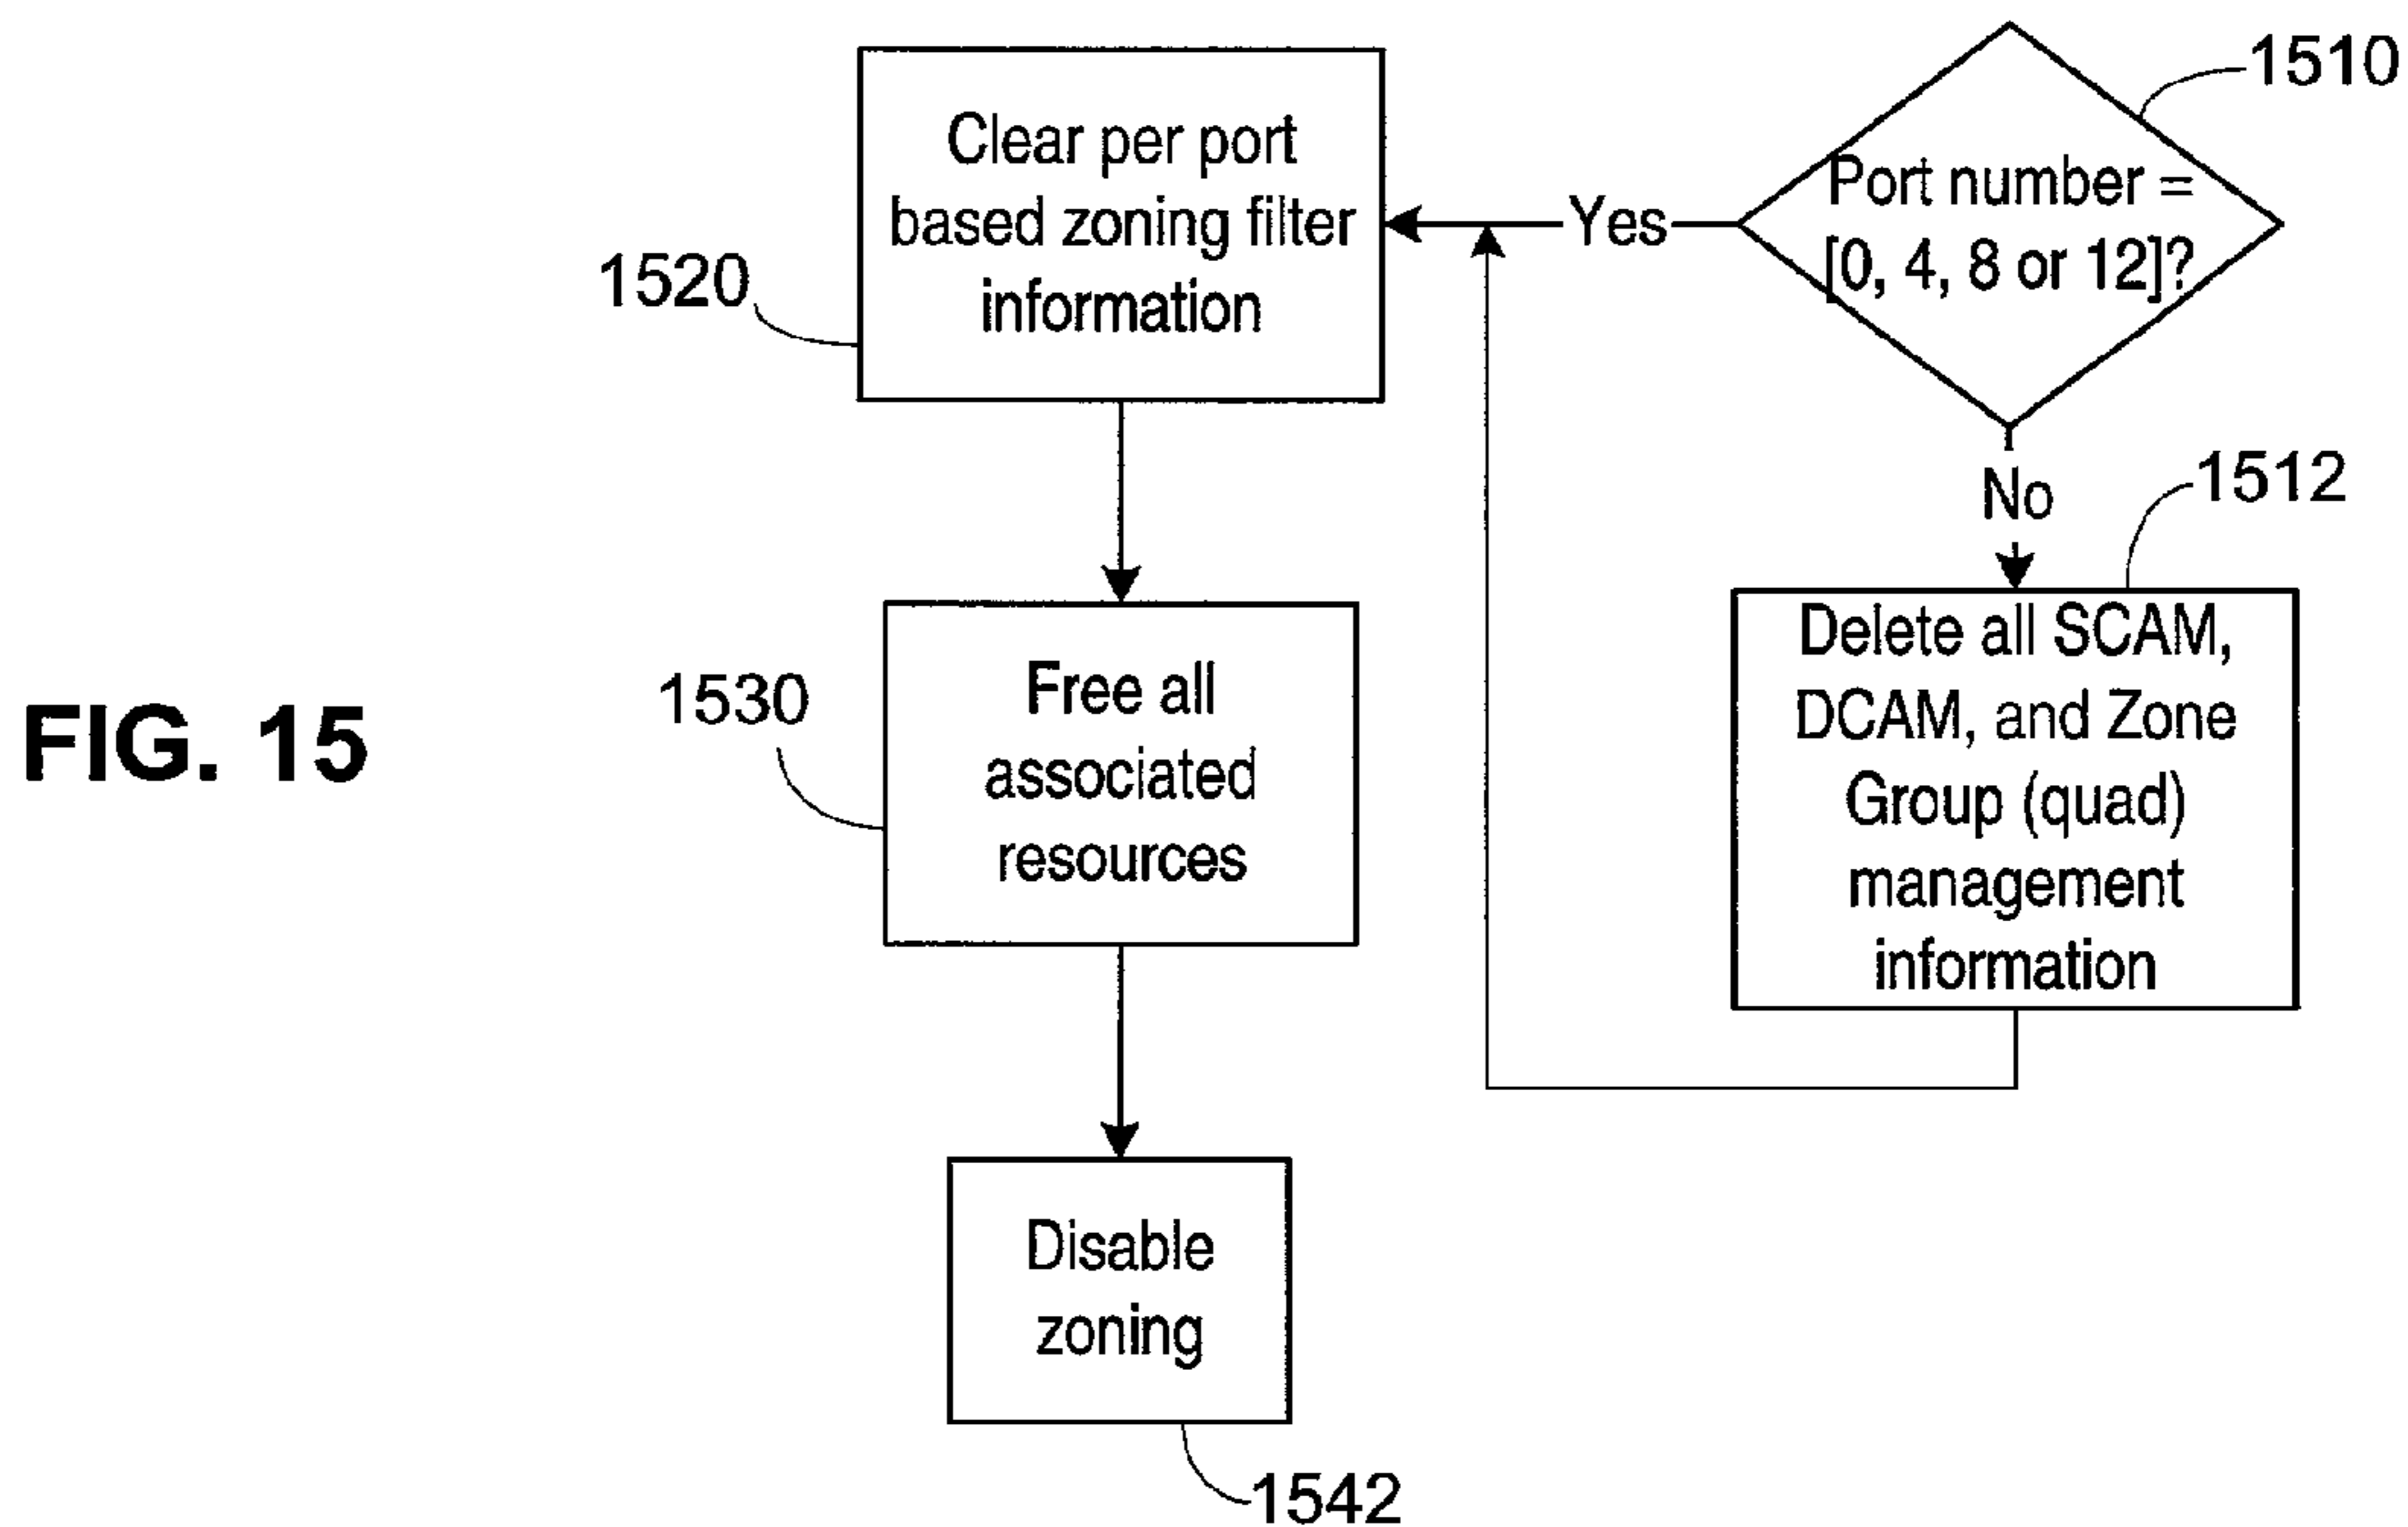 1510
Port number =
[0, 4, 8 or 12]?
Yes
No
1512
Delete all SCAM,
DCAM, and Zone
Group (quad)
management
information
Clear per port
based zoning filter
information
1520
Free all
associated
resources
1530
Disable
zoning
1542
FIG. 15